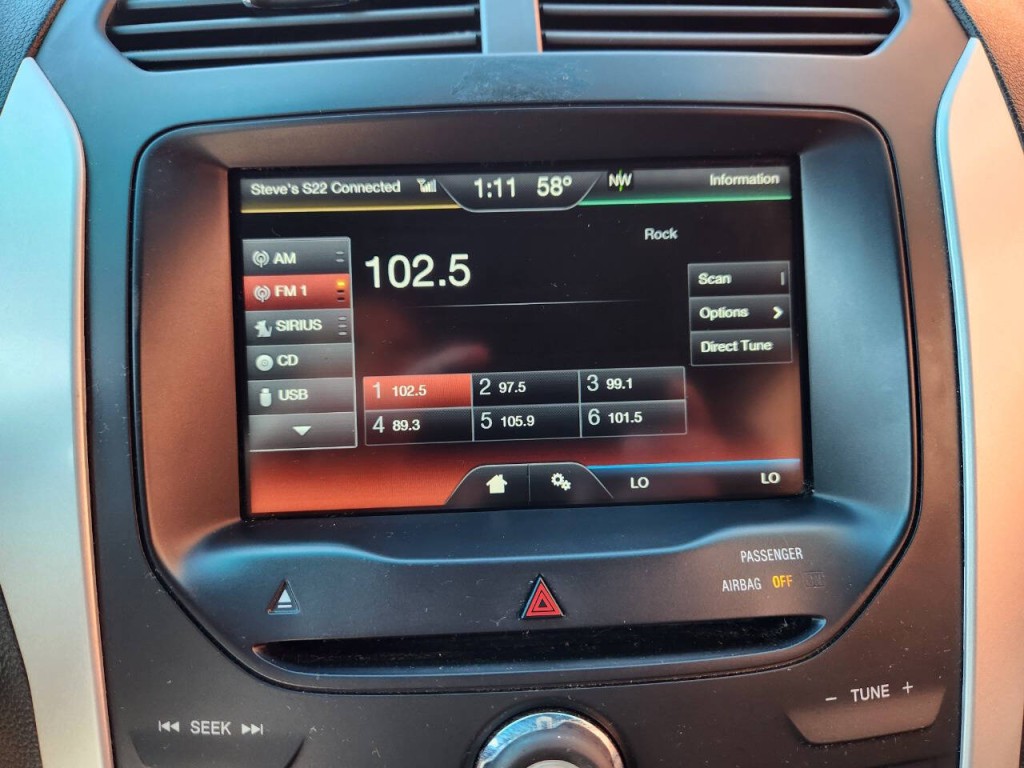 Steve's S22 Connected 1:11 58° NW Information
Rock
AM
102.5
FM 1
Scan
SIRIUS
Options
CD
Direct Tune
USB
1 102.5 2 97.5 3 99.1
4 89.3 5 105.9 6 101.5
LO LO
PASSENGER
AIRBAG OFF
SEEK
− TUNE +